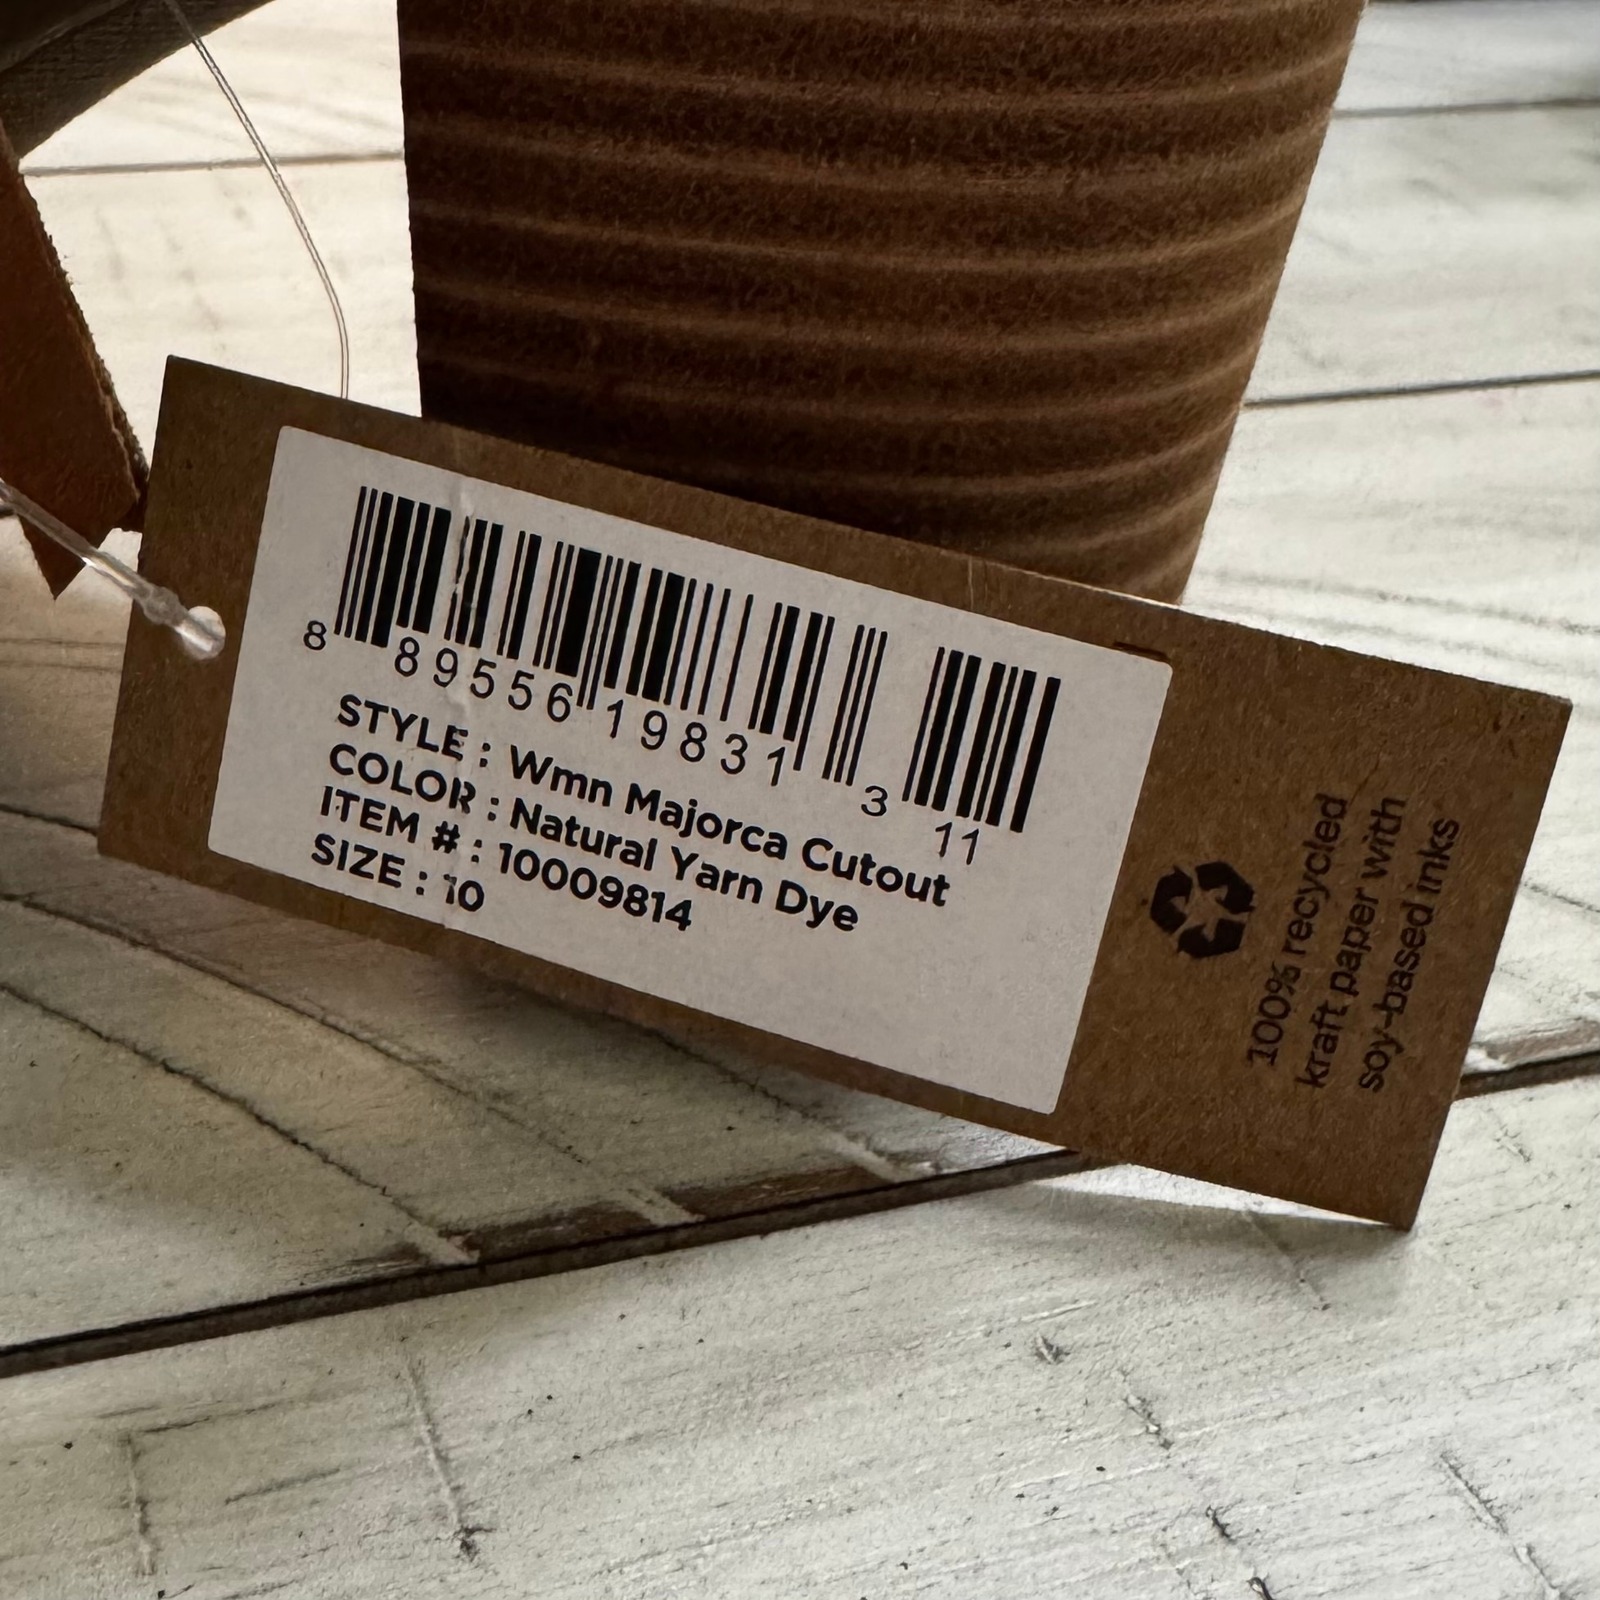 8 89556 19831 3 11
STYLE : Wmn Majorca Cutout
COLOR : Natural Yarn Dye
ITEM # : 10009814
SIZE : 10
100% recycled
kraft paper with
soy-based inks